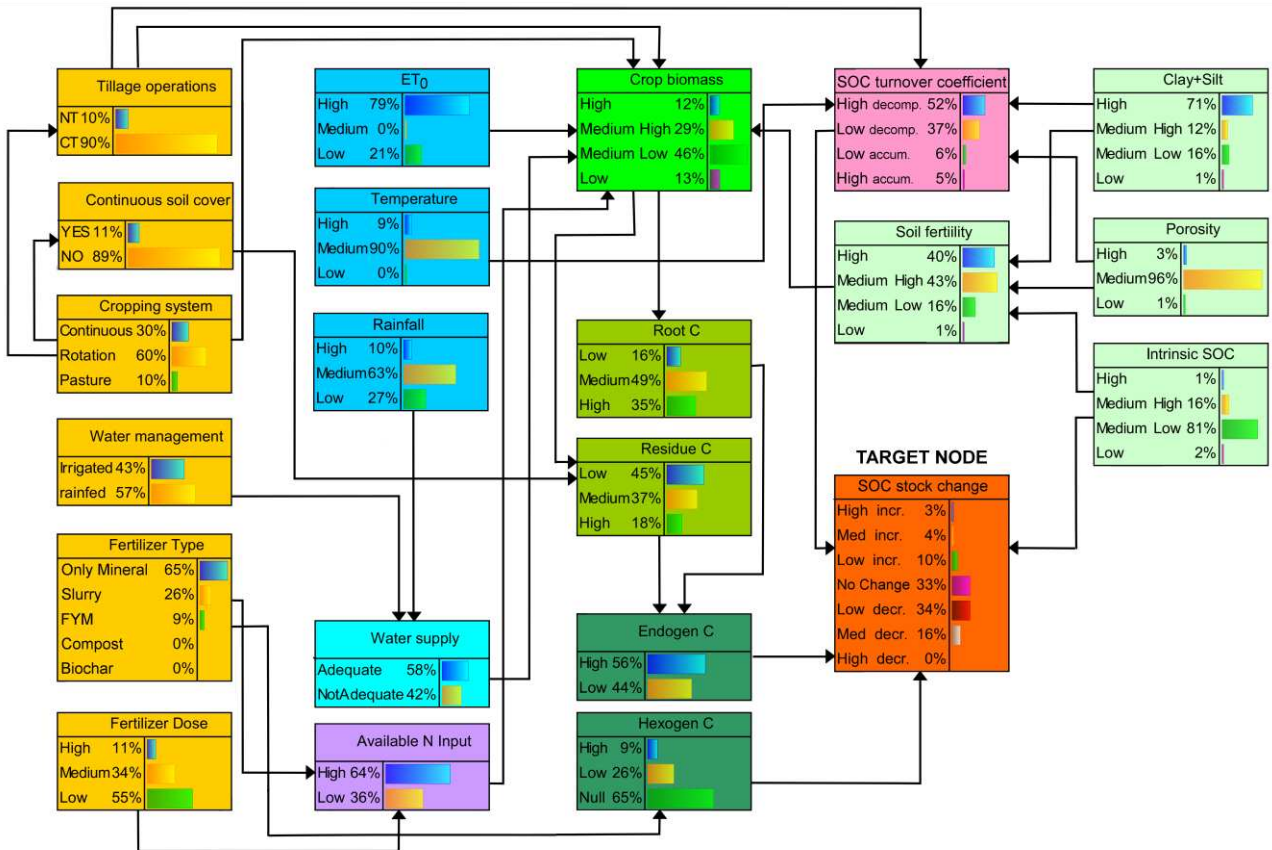 Tillage operations
NT 10%
CT 90%
Continuous soil cover
YES 11%
NO 89%
Cropping system
Continuous 30%
Rotation 60%
Pasture 10%
Water management
Irrigated 43%
rainfed 57%
Fertilizer Type
Only Mineral 65%
Slurry 26%
FYM 9%
Compost 0%
Biochar 0%
Fertilizer Dose
High 11%
Medium 34%
Low 55%
ET0
High 79%
Medium 0%
Low 21%
Temperature
High 9%
Medium 90%
Low 0%
Rainfall
High 10%
Medium 63%
Low 27%
Water supply
Adequate 58%
NotAdequate 42%
Available N Input
High 64%
Low 36%
Crop biomass
High 12%
Medium High 29%
Medium Low 46%
Low 13%
Root C
Low 16%
Medium 49%
High 35%
Residue C
Low 45%
Medium 37%
High 18%
Endogen C
High 56%
Low 44%
Hexogen C
High 9%
Low 26%
Null 65%
SOC turnover coefficient
High decomp. 52%
Low decomp. 37%
Low accum. 6%
High accum. 5%
Soil fertiility
High 40%
Medium High 43%
Medium Low 16%
Low 1%
TARGET NODE
SOC stock change
High incr. 3%
Med incr. 4%
Low incr. 10%
No Change 33%
Low decr. 34%
Med decr. 16%
High decr. 0%
Clay+Silt
High 71%
Medium High 12%
Medium Low 16%
Low 1%
Porosity
High 3%
Medium 96%
Low 1%
Intrinsic SOC
High 1%
Medium High 16%
Medium Low 81%
Low 2%